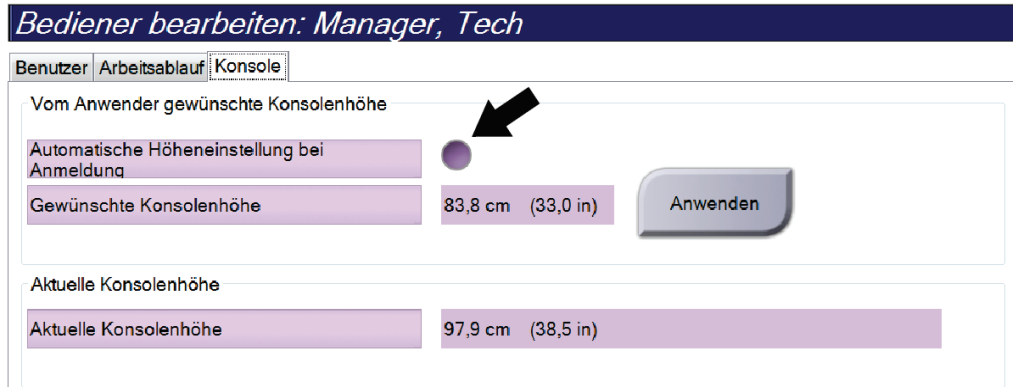 Bediener bearbeiten: Manager, Tech
Benutzer Arbeitsablauf Konsole
Vom Anwender gewünschte Konsolenhöhe
Automatische Höheneinstellung bei
Anmeldung
Gewünschte Konsolenhöhe 83,8 cm (33,0 in) Anwenden
Aktuelle Konsolenhöhe
Aktuelle Konsolenhöhe 97,9 cm (38,5 in)